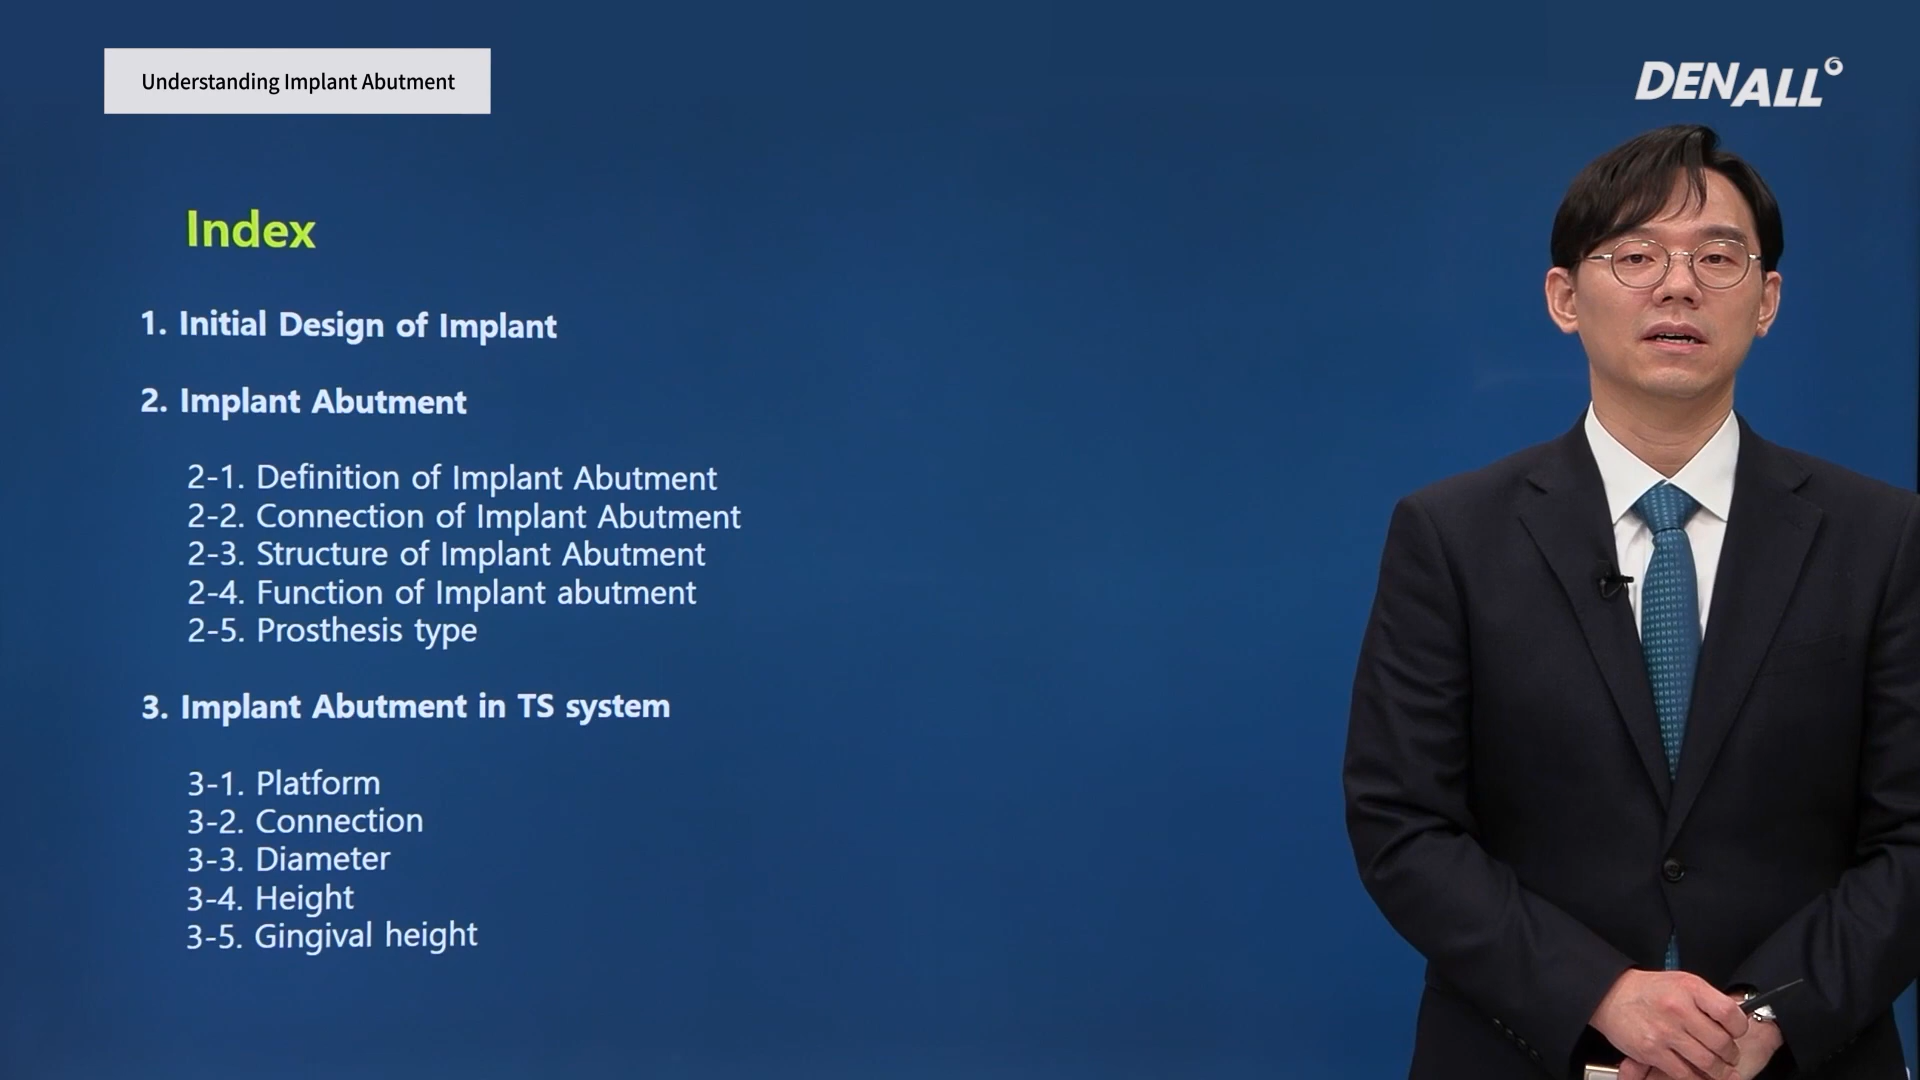 Understanding Implant Abutment
DENALL
Index
1. Initial Design of Implant
2. Implant Abutment
2-1. Definition of Implant Abutment
2-2. Connection of Implant Abutment
2-3. Structure of Implant Abutment
2-4. Function of Implant abutment
2-5. Prosthesis type
3. Implant Abutment in TS system
3-1. Platform
3-2. Connection
3-3. Diameter
3-4. Height
3-5. Gingival height